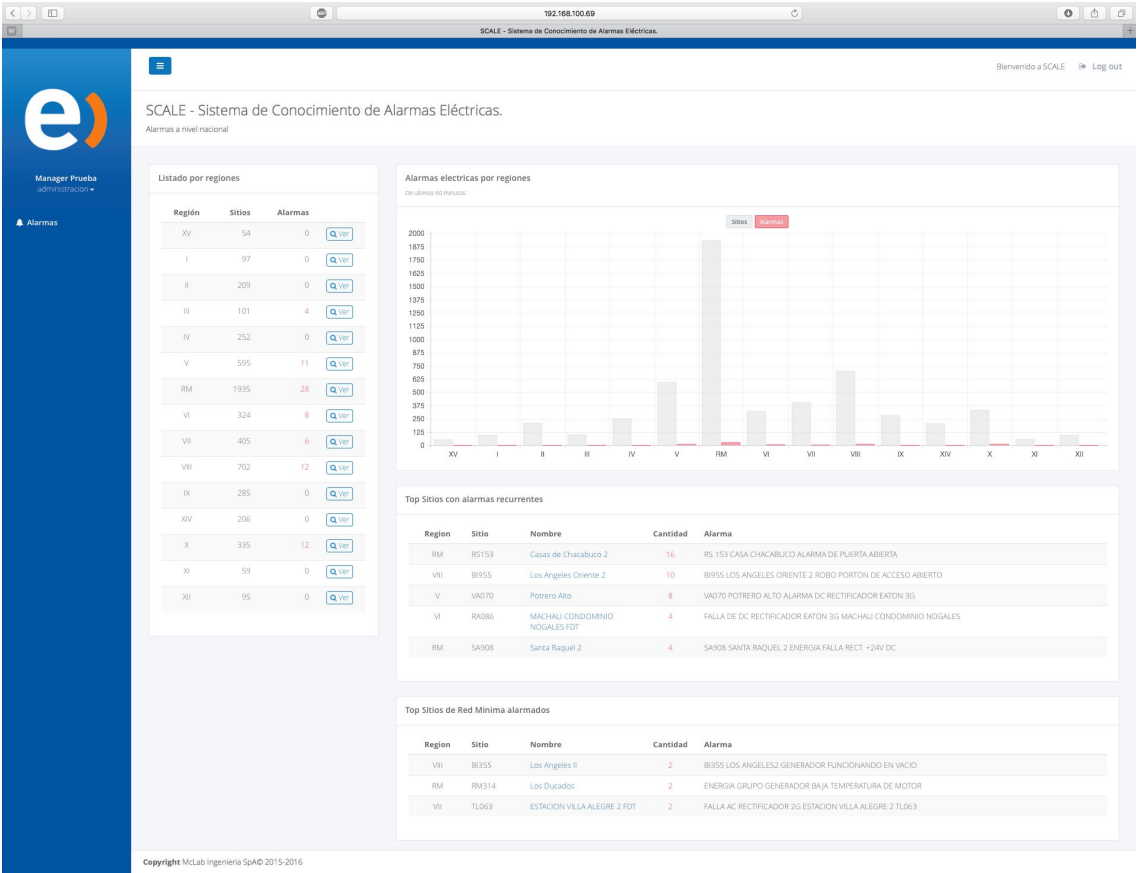 192.168.100.69
SCALE - Sistema de Conocimiento de Alarmas Eléctricas.
W
ABP
Bienvenido a SCALE Log out
e)
Manager Prueba
administracion
Alarmas
SCALE - Sistema de Conocimiento de Alarmas Eléctricas.
Alarmas a nivel nacional
Listado por regiones
Región Sitios Alarmas
XV 54 0 Ver
I 97 0 Ver
II 209 0 Ver
III 101 4 Ver
IV 252 0 Ver
V 595 11 Ver
RM 1935 28 Ver
VI 324 8 Ver
VII 405 6 Ver
VIII 702 12 Ver
IX 285 0 Ver
XIV 206 0 Ver
X 335 12 Ver
XI 59 0 Ver
XII 95 0 Ver
Alarmas electricas por regiones
De ultimos 90 minutos
Sitios Alarmas
2000
1875
1750
1625
1500
1375
1250
1125
1000
875
750
625
500
375
250
125
0
XV I II III IV V RM VI VII VIII IX XIV X XI XII
Top Sitios con alarmas recurrentes
Region Sitio Nombre Cantidad Alarma
RM RS153 Casas de Chacabuco 2 16 RS 153 CASA CHACABUCO ALARMA DE PUERTA ABIERTA
VIII BI955 Los Angeles Oriente 2 10 BI955 LOS ANGELES ORIENTE 2 ROBO PORTON DE ACCESO ABIERTO
V VA070 Potrero Alto 8 VA070 POTRERO ALTO ALARMA DC RECTIFICADOR EATON 3G
VI RA086 MACHALI CONDOMINIO NOGALES FDT 4 FALLA DE DC RECTIFICADOR EATON 3G MACHALI CONDOMINIO NOGALES
RM SA908 Santa Raquel 2 4 SA908 SANTA RAQUEL 2 ENERGIA FALLA RECT. +24V DC
Top Sitios de Red Minima alarmados
Region Sitio Nombre Cantidad Alarma
VIII BI355 Los Angeles II 2 BI355 LOS ANGELES2 GENERADOR FUNCIONANDO EN VACIO
RM RM314 Los Ducados 2 ENERGIA GRUPO GENERADOR BAJA TEMPERATURA DE MOTOR
VII TL063 ESTACION VILLA ALEGRE 2 FDT 2 FALLA AC RECTIFICADOR 2G ESTACION VILLA ALEGRE 2 TL063
Copyright McLab Ingenieria SpA© 2015-2016